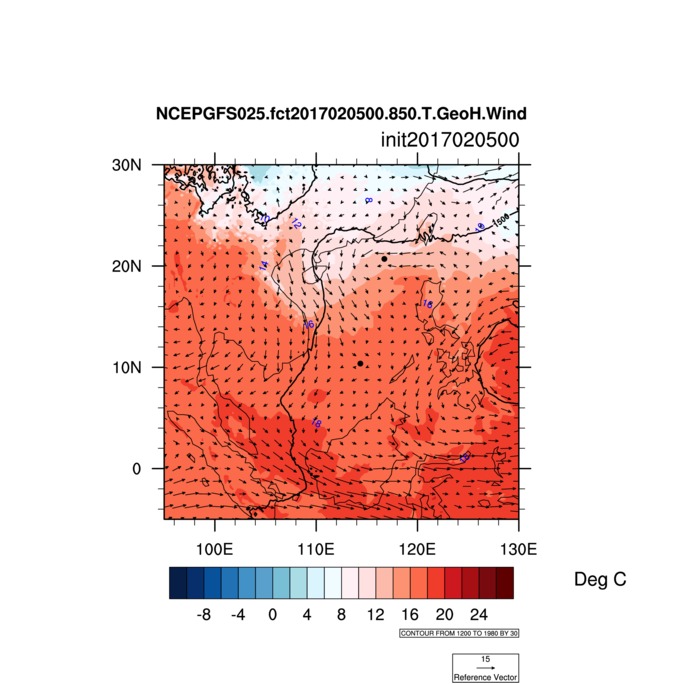 NCEPGFS025.fct2017020500.850.T.GeoH.Wind
init2017020500
30N
8
12
1500
20N
14
16
16
10N
18
0
100E 110E 120E 130E
-8 -4 0 4 8 12 16 20 24
Deg C
CONTOUR FROM 1200 TO 1980 BY 30
15
Reference Vector